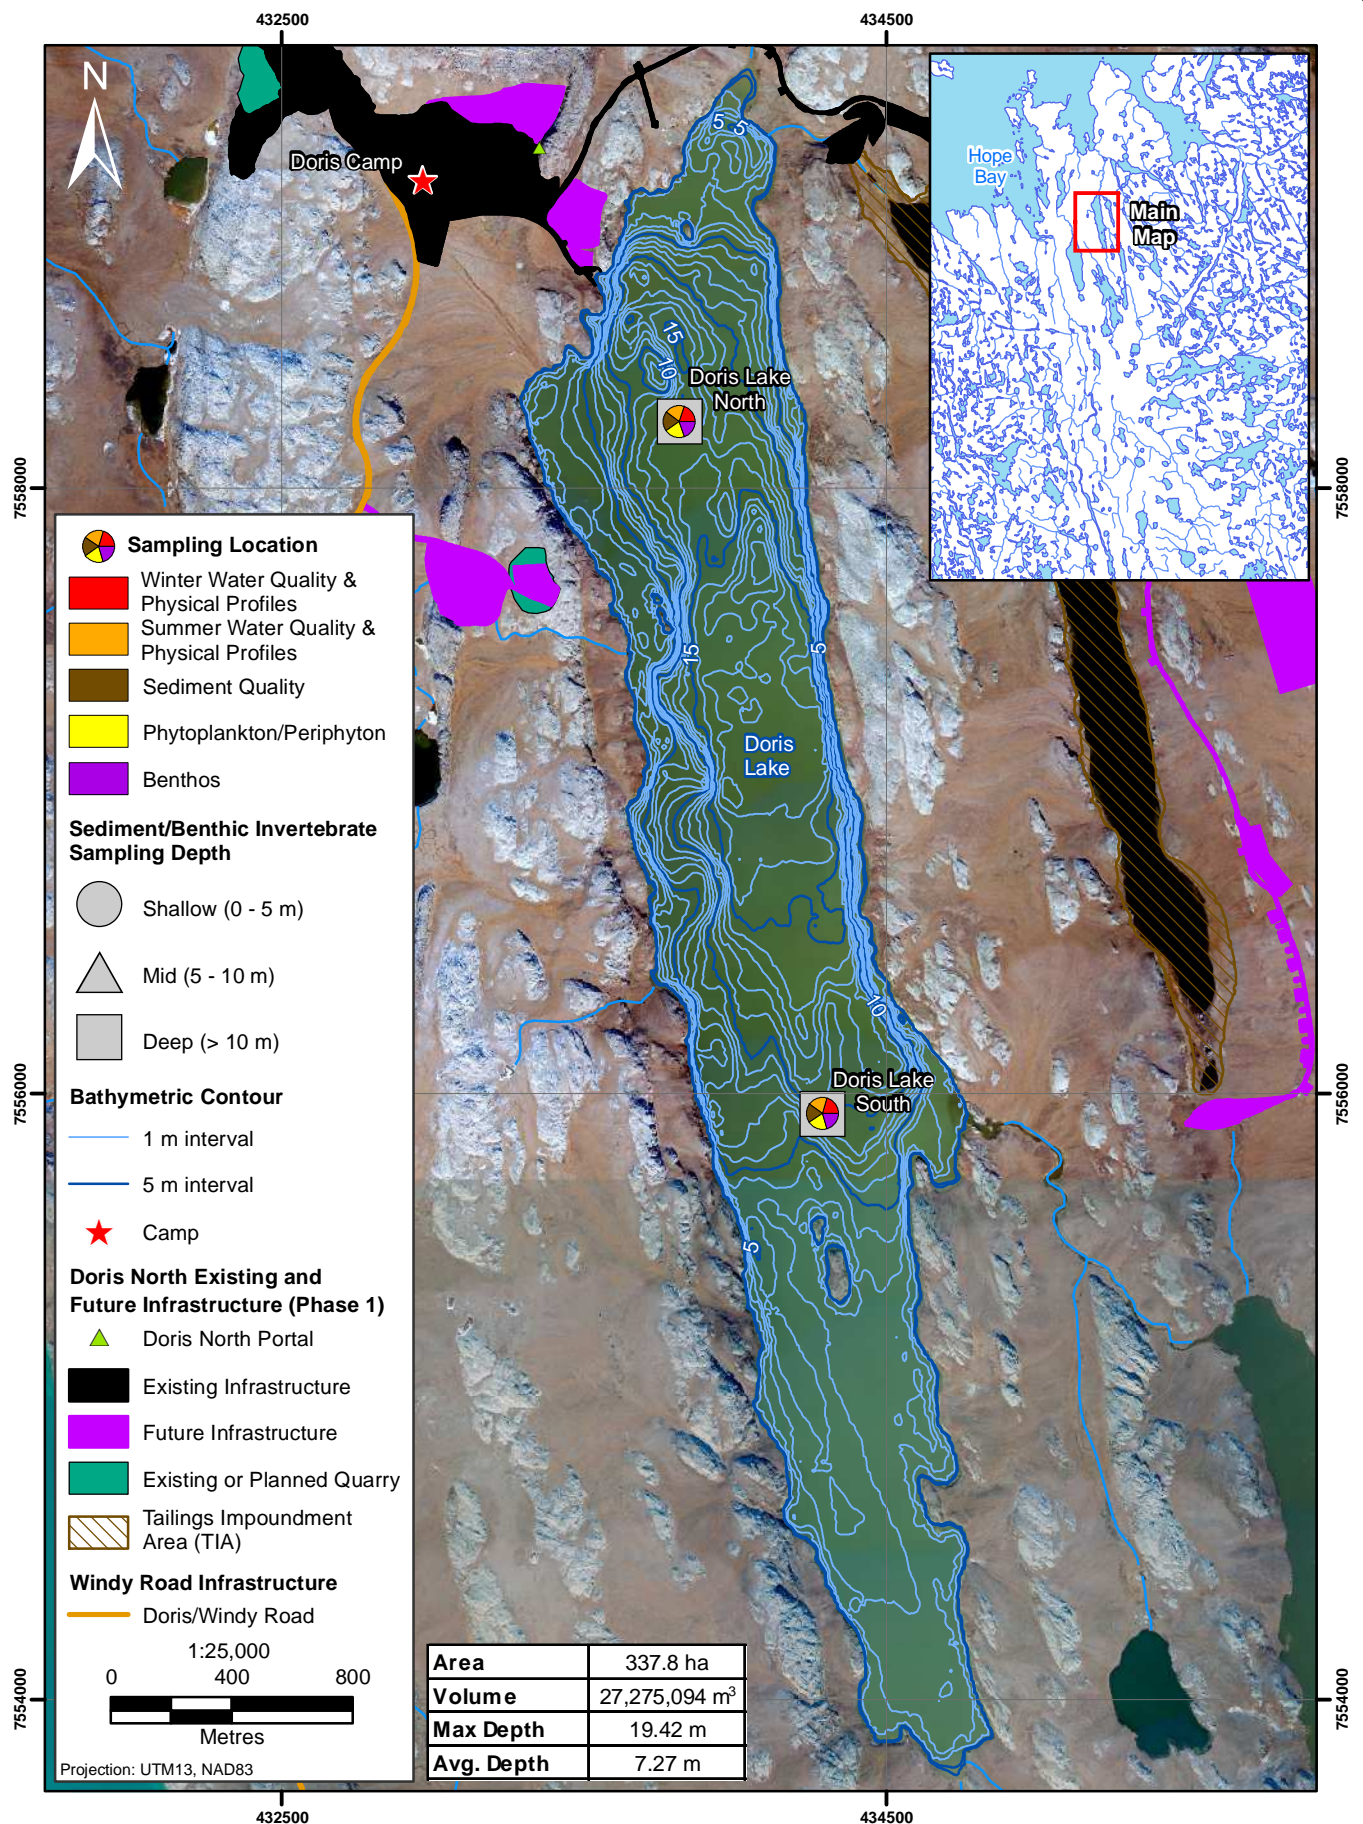 432500
434500
N
Doris Camp
5
5
Hope
Bay
Main
Map
15
10
Doris Lake
North
7558000
7558000
Sampling Location
Winter Water Quality &
Physical Profiles
Summer Water Quality &
Physical Profiles
Sediment Quality
Phytoplankton/Periphyton
Benthos
Sediment/Benthic Invertebrate
Sampling Depth
Shallow (0 - 5 m)
Mid (5 - 10 m)
Deep (> 10 m)
Bathymetric Contour
1 m interval
5 m interval
Camp
Doris North Existing and
Future Infrastructure (Phase 1)
Doris North Portal
Existing Infrastructure
Future Infrastructure
Existing or Planned Quarry
Tailings Impoundment
Area (TIA)
Windy Road Infrastructure
Doris/Windy Road
1:25,000
0 400 800
Metres
Projection: UTM13, NAD83
15
5
Doris
Lake
10
Doris Lake
South
7556000
7556000
5
Area 337.8 ha
Volume 27,275,094 m³
Max Depth 19.42 m
Avg. Depth 7.27 m
7554000
7554000
432500
434500